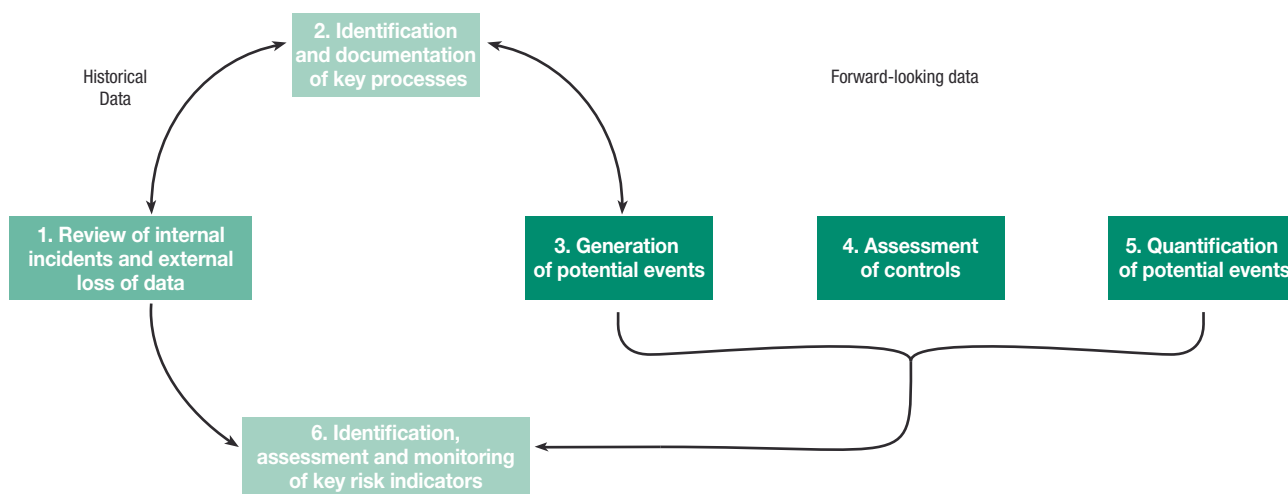 2. Identification
and documentation
of key processes
Historical
Data
Forward-looking data
1. Review of internal
incidents and external
loss of data
3. Generation
of potential events
4. Assessment
of controls
5. Quantification
of potential events
6. Identification,
assessment and monitoring
of key risk indicators